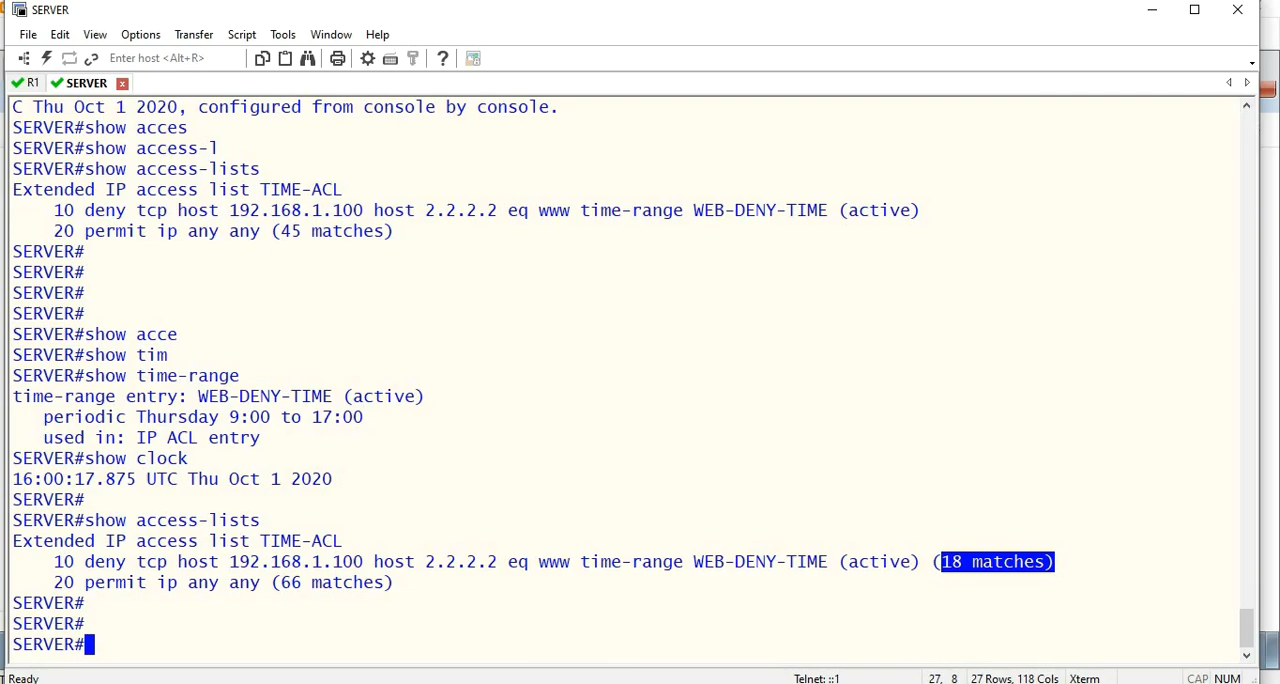 SERVER
File Edit View Options Transfer Script Tools Window Help
Enter host <Alt+R>
R1 SERVER
C Thu Oct 1 2020, configured from console by console.
SERVER#show acces
SERVER#show access-l
SERVER#show access-lists
Extended IP access list TIME-ACL
    10 deny tcp host 192.168.1.100 host 2.2.2.2 eq www time-range WEB-DENY-TIME (active)
    20 permit ip any any (45 matches)
SERVER#
SERVER#
SERVER#
SERVER#
SERVER#show acce
SERVER#show tim
SERVER#show time-range
time-range entry: WEB-DENY-TIME (active)
   periodic Thursday 9:00 to 17:00
   used in: IP ACL entry
SERVER#show clock
16:00:17.875 UTC Thu Oct 1 2020
SERVER#
SERVER#show access-lists
Extended IP access list TIME-ACL
    10 deny tcp host 192.168.1.100 host 2.2.2.2 eq www time-range WEB-DENY-TIME (active) (18 matches)
    20 permit ip any any (66 matches)
SERVER#
SERVER#
SERVER#
Ready Telnet: ::1 27, 8 27 Rows, 118 Cols Xterm CAP NUM